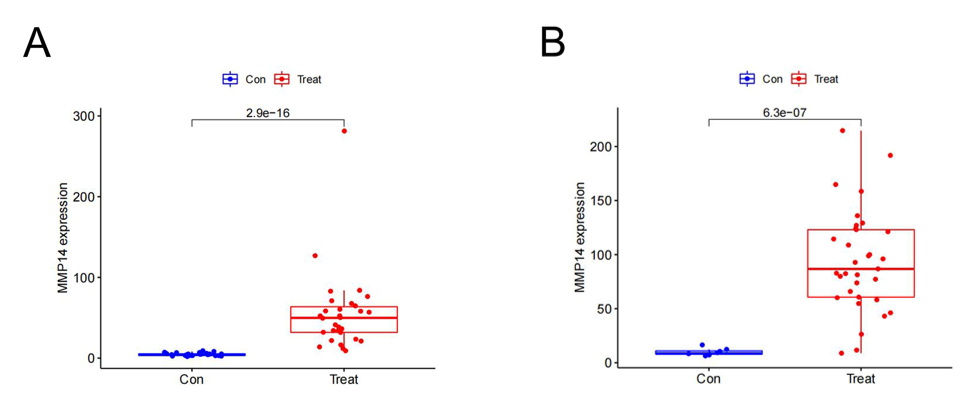 A
Con Treat
2.9e−16
300
200
100
0
MMP14 expression
Con Treat
B
Con Treat
6.3e−07
200
150
100
50
0
MMP14 expression
Con Treat